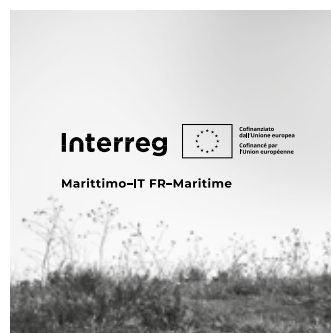 Interreg
Cofinanziato
dall'Unione europea
Cofinancé par
l'Union européenne
Marittimo–IT FR–Maritime